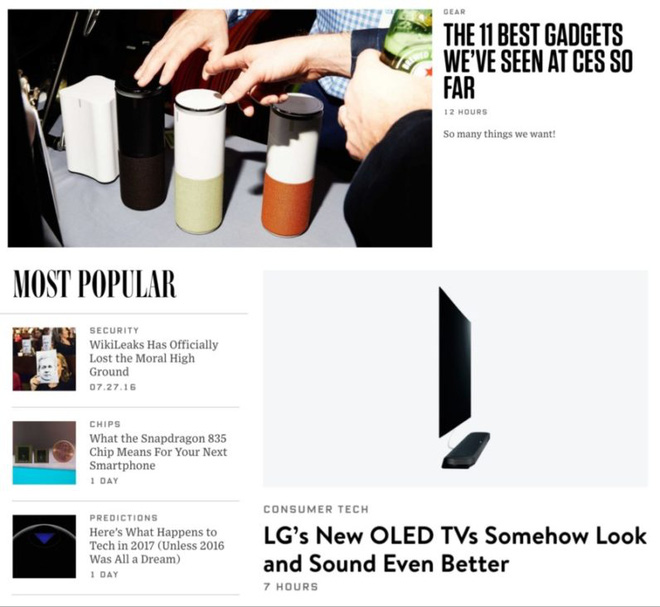 GEAR
THE 11 BEST GADGETS
WE'VE SEEN AT CES SO
FAR
12 HOURS
So many things we want!
MOST POPULAR
SECURITY
WikiLeaks Has Officially
Lost the Moral High
Ground
07.27.16
CHIPS
What the Snapdragon 835
Chip Means For Your Next
Smartphone
1 DAY
PREDICTIONS
Here's What Happens to
Tech in 2017 (Unless 2016
Was All a Dream)
1 DAY
CONSUMER TECH
LG's New OLED TVs Somehow Look
and Sound Even Better
7 HOURS